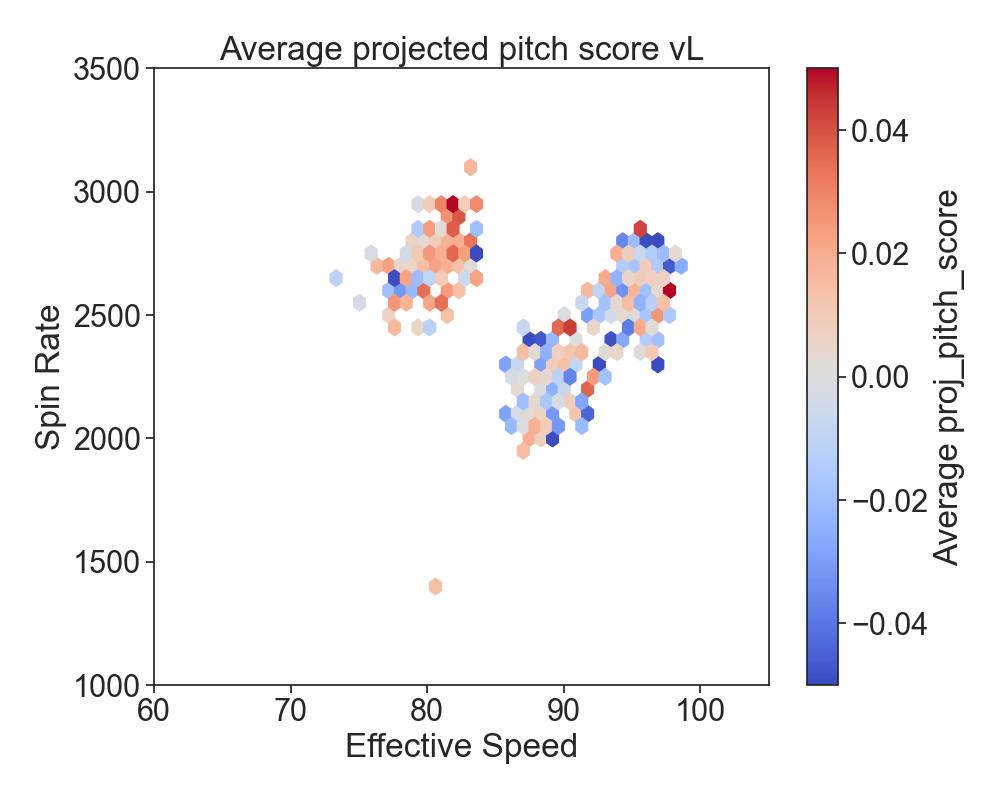 Average projected pitch score vL
3500
3000
2500
2000
1500
1000
Spin Rate
60 70 80 90 100
Effective Speed
0.04
0.02
0.00
−0.02
−0.04
Average proj_pitch_score